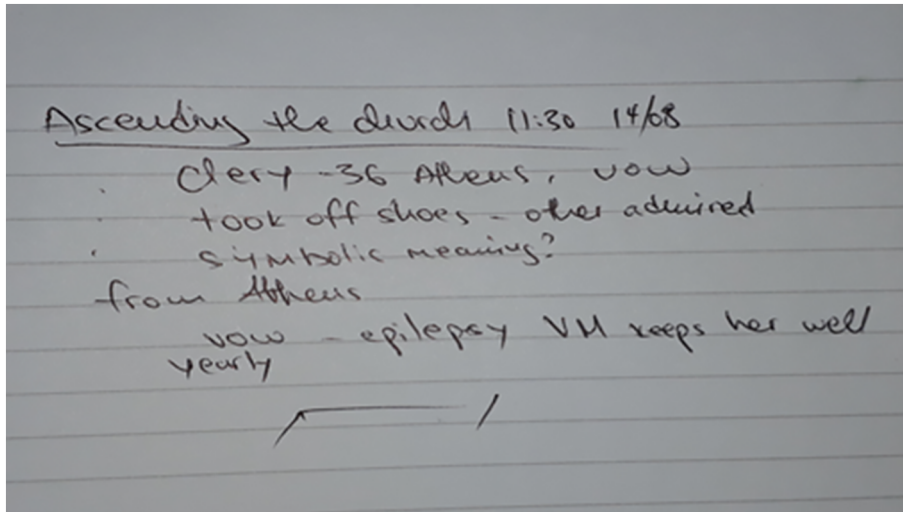 Ascending the church 11:30 14/08
Clery - 36 Athens, vow
took off shoes - other admired
symbolic meaning?
from Athens
vow - epilepsy VM keeps her well
yearly